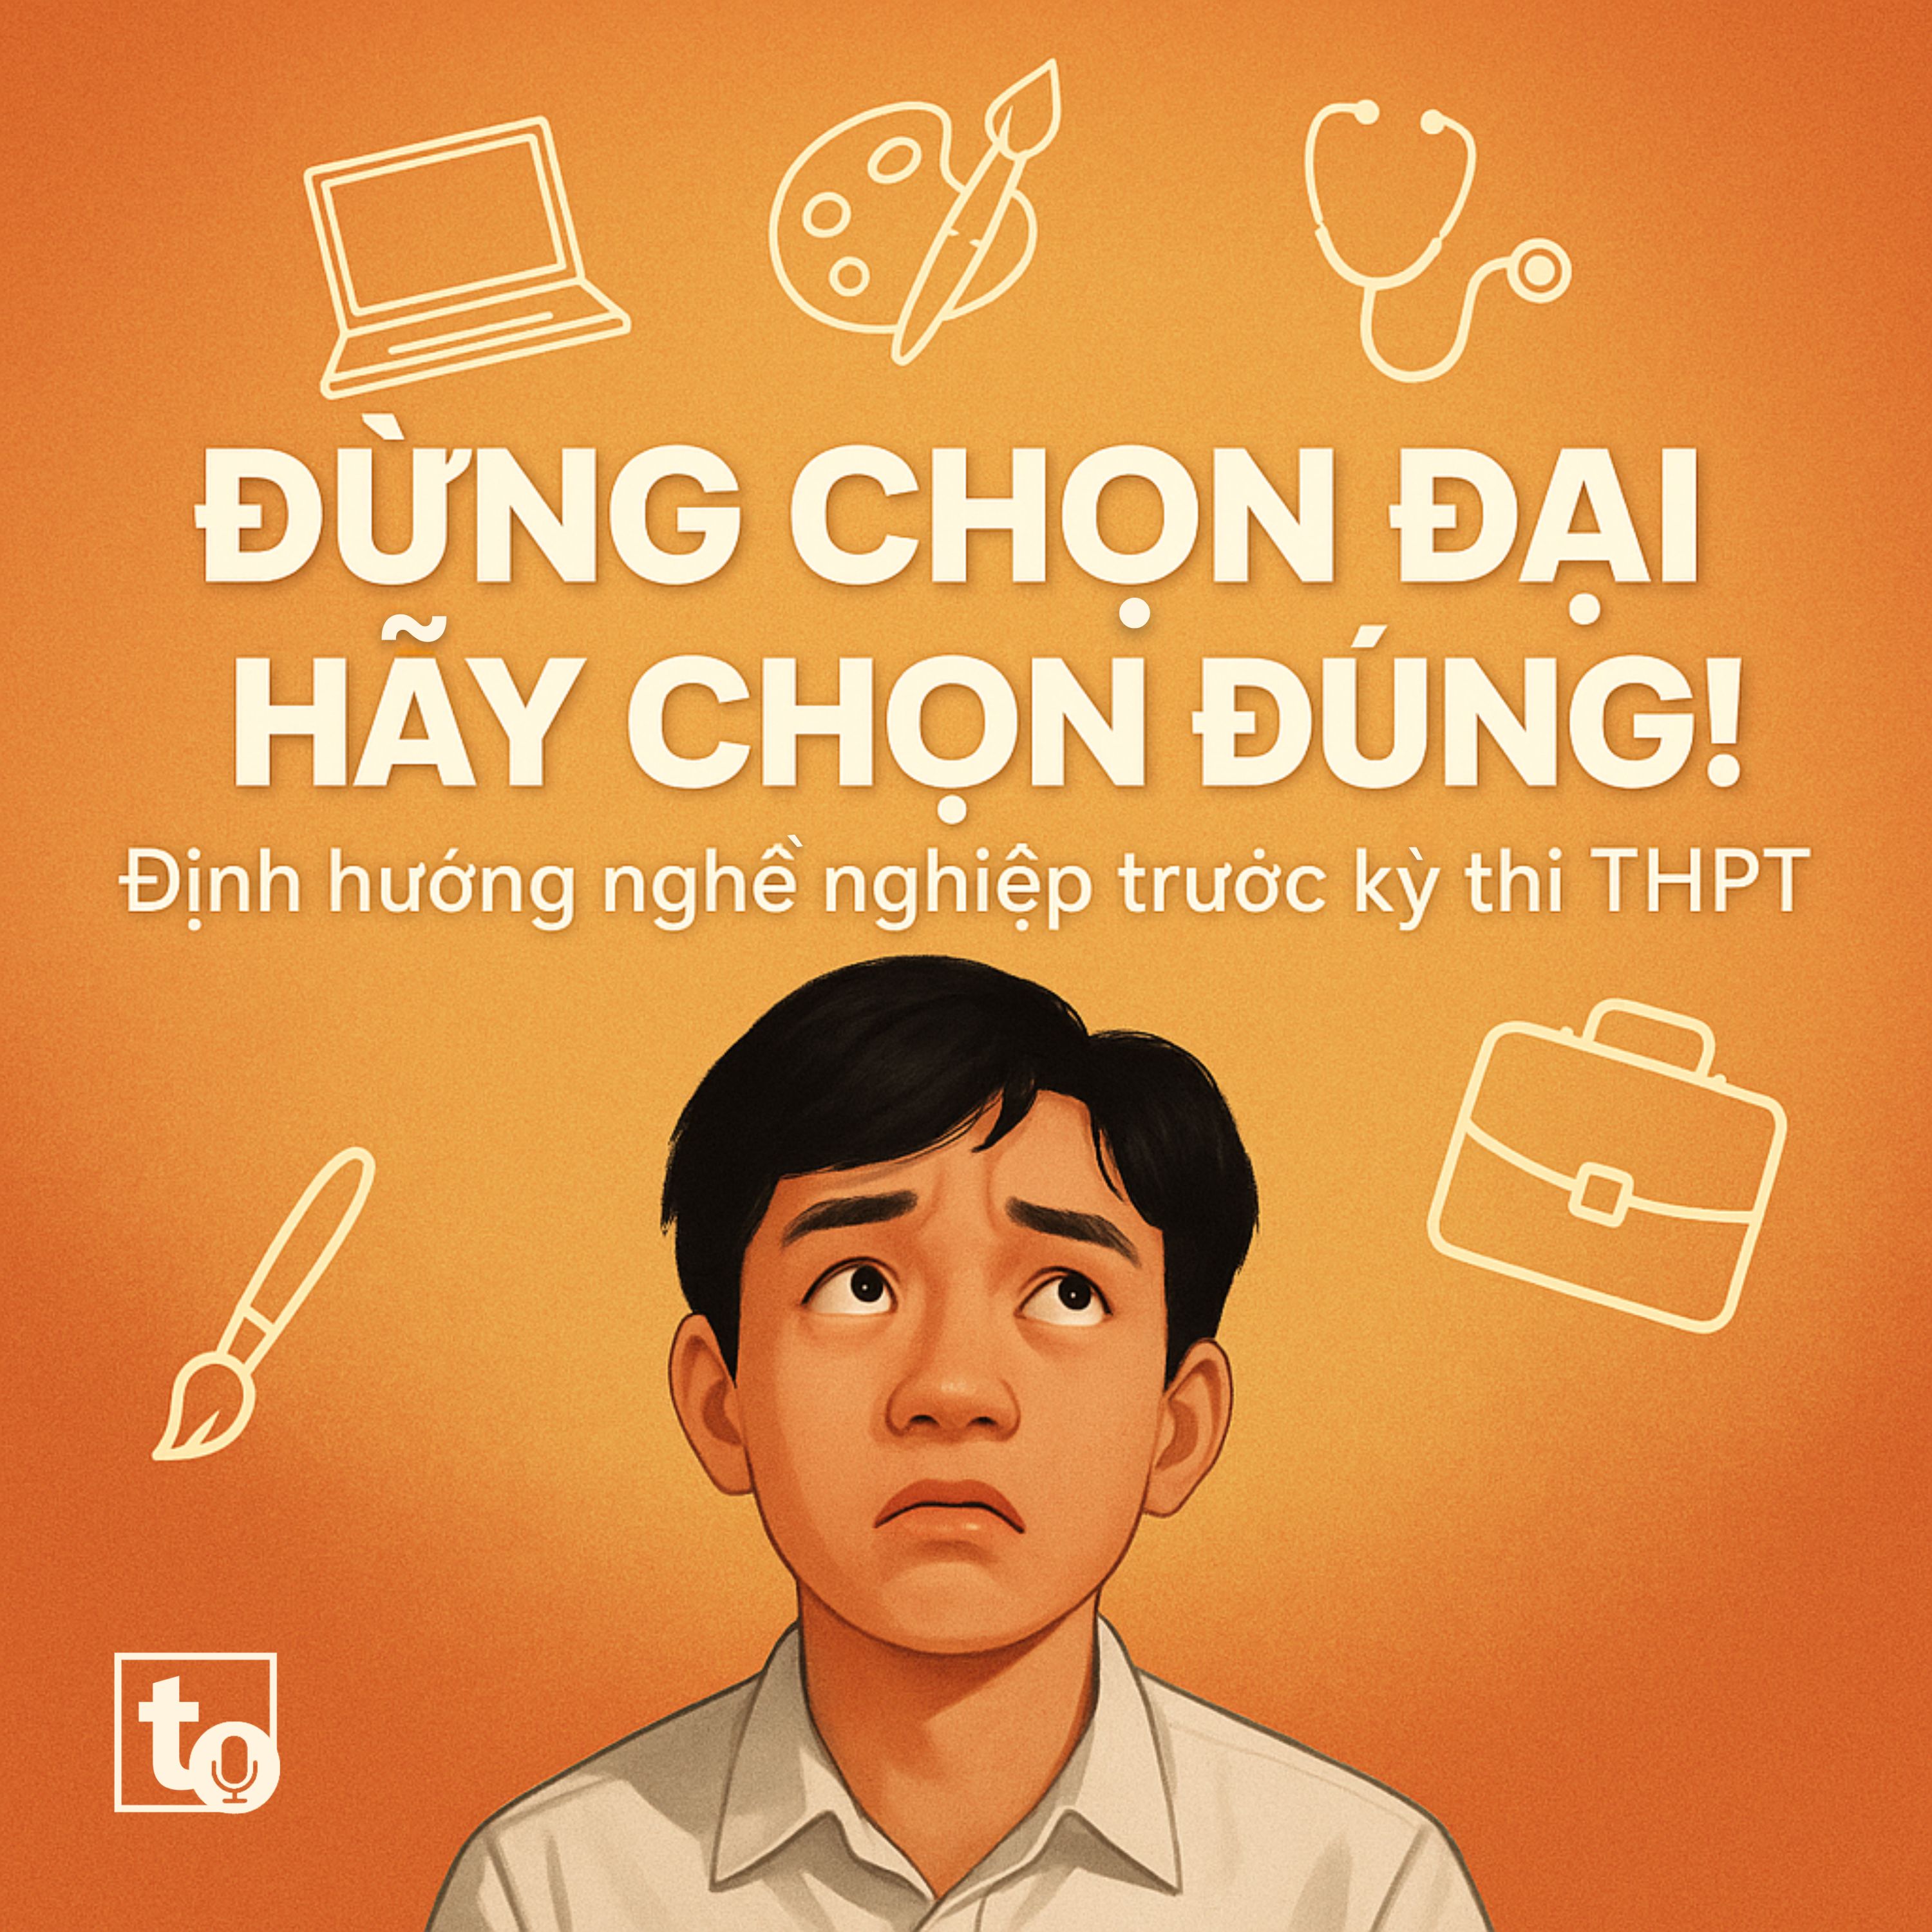 ĐỪNG CHỌN ĐẠI
HÃY CHỌN ĐÚNG!
Định hướng nghề nghiệp trước kỳ thi THPT
to